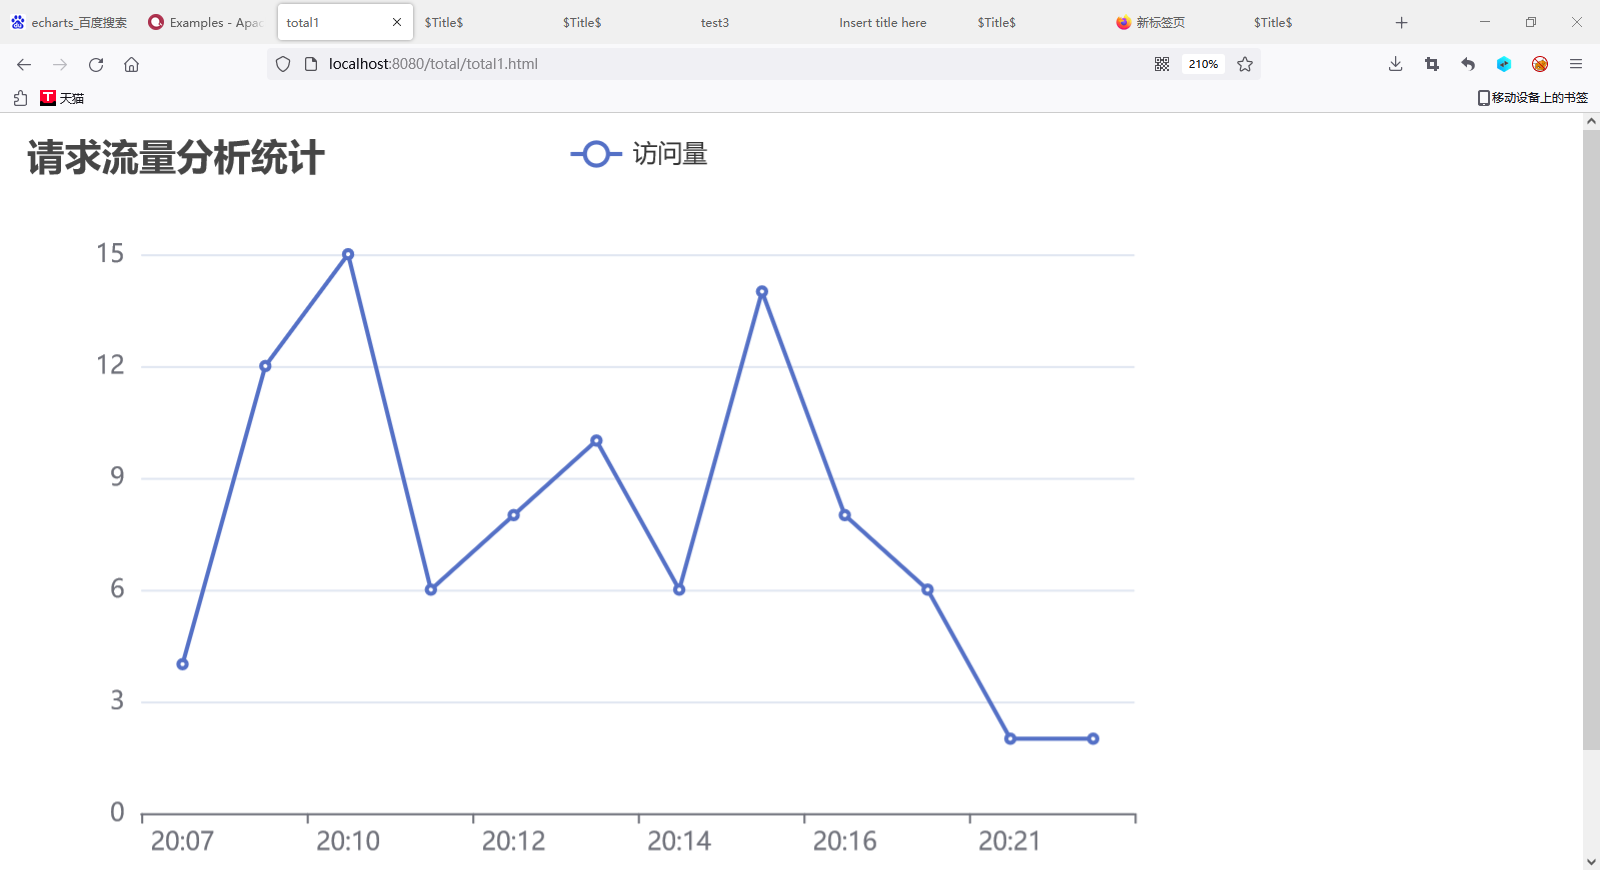 echarts_百度搜索
Examples - Apac
total1
$Title$
$Title$
test3
Insert title here
$Title$
新标签页
$Title$
localhost:8080/total/total1.html
210%
天猫
移动设备上的书签
请求流量分析统计
访问量
15
12
9
6
3
0
20:07 20:10 20:12 20:14 20:16 20:21